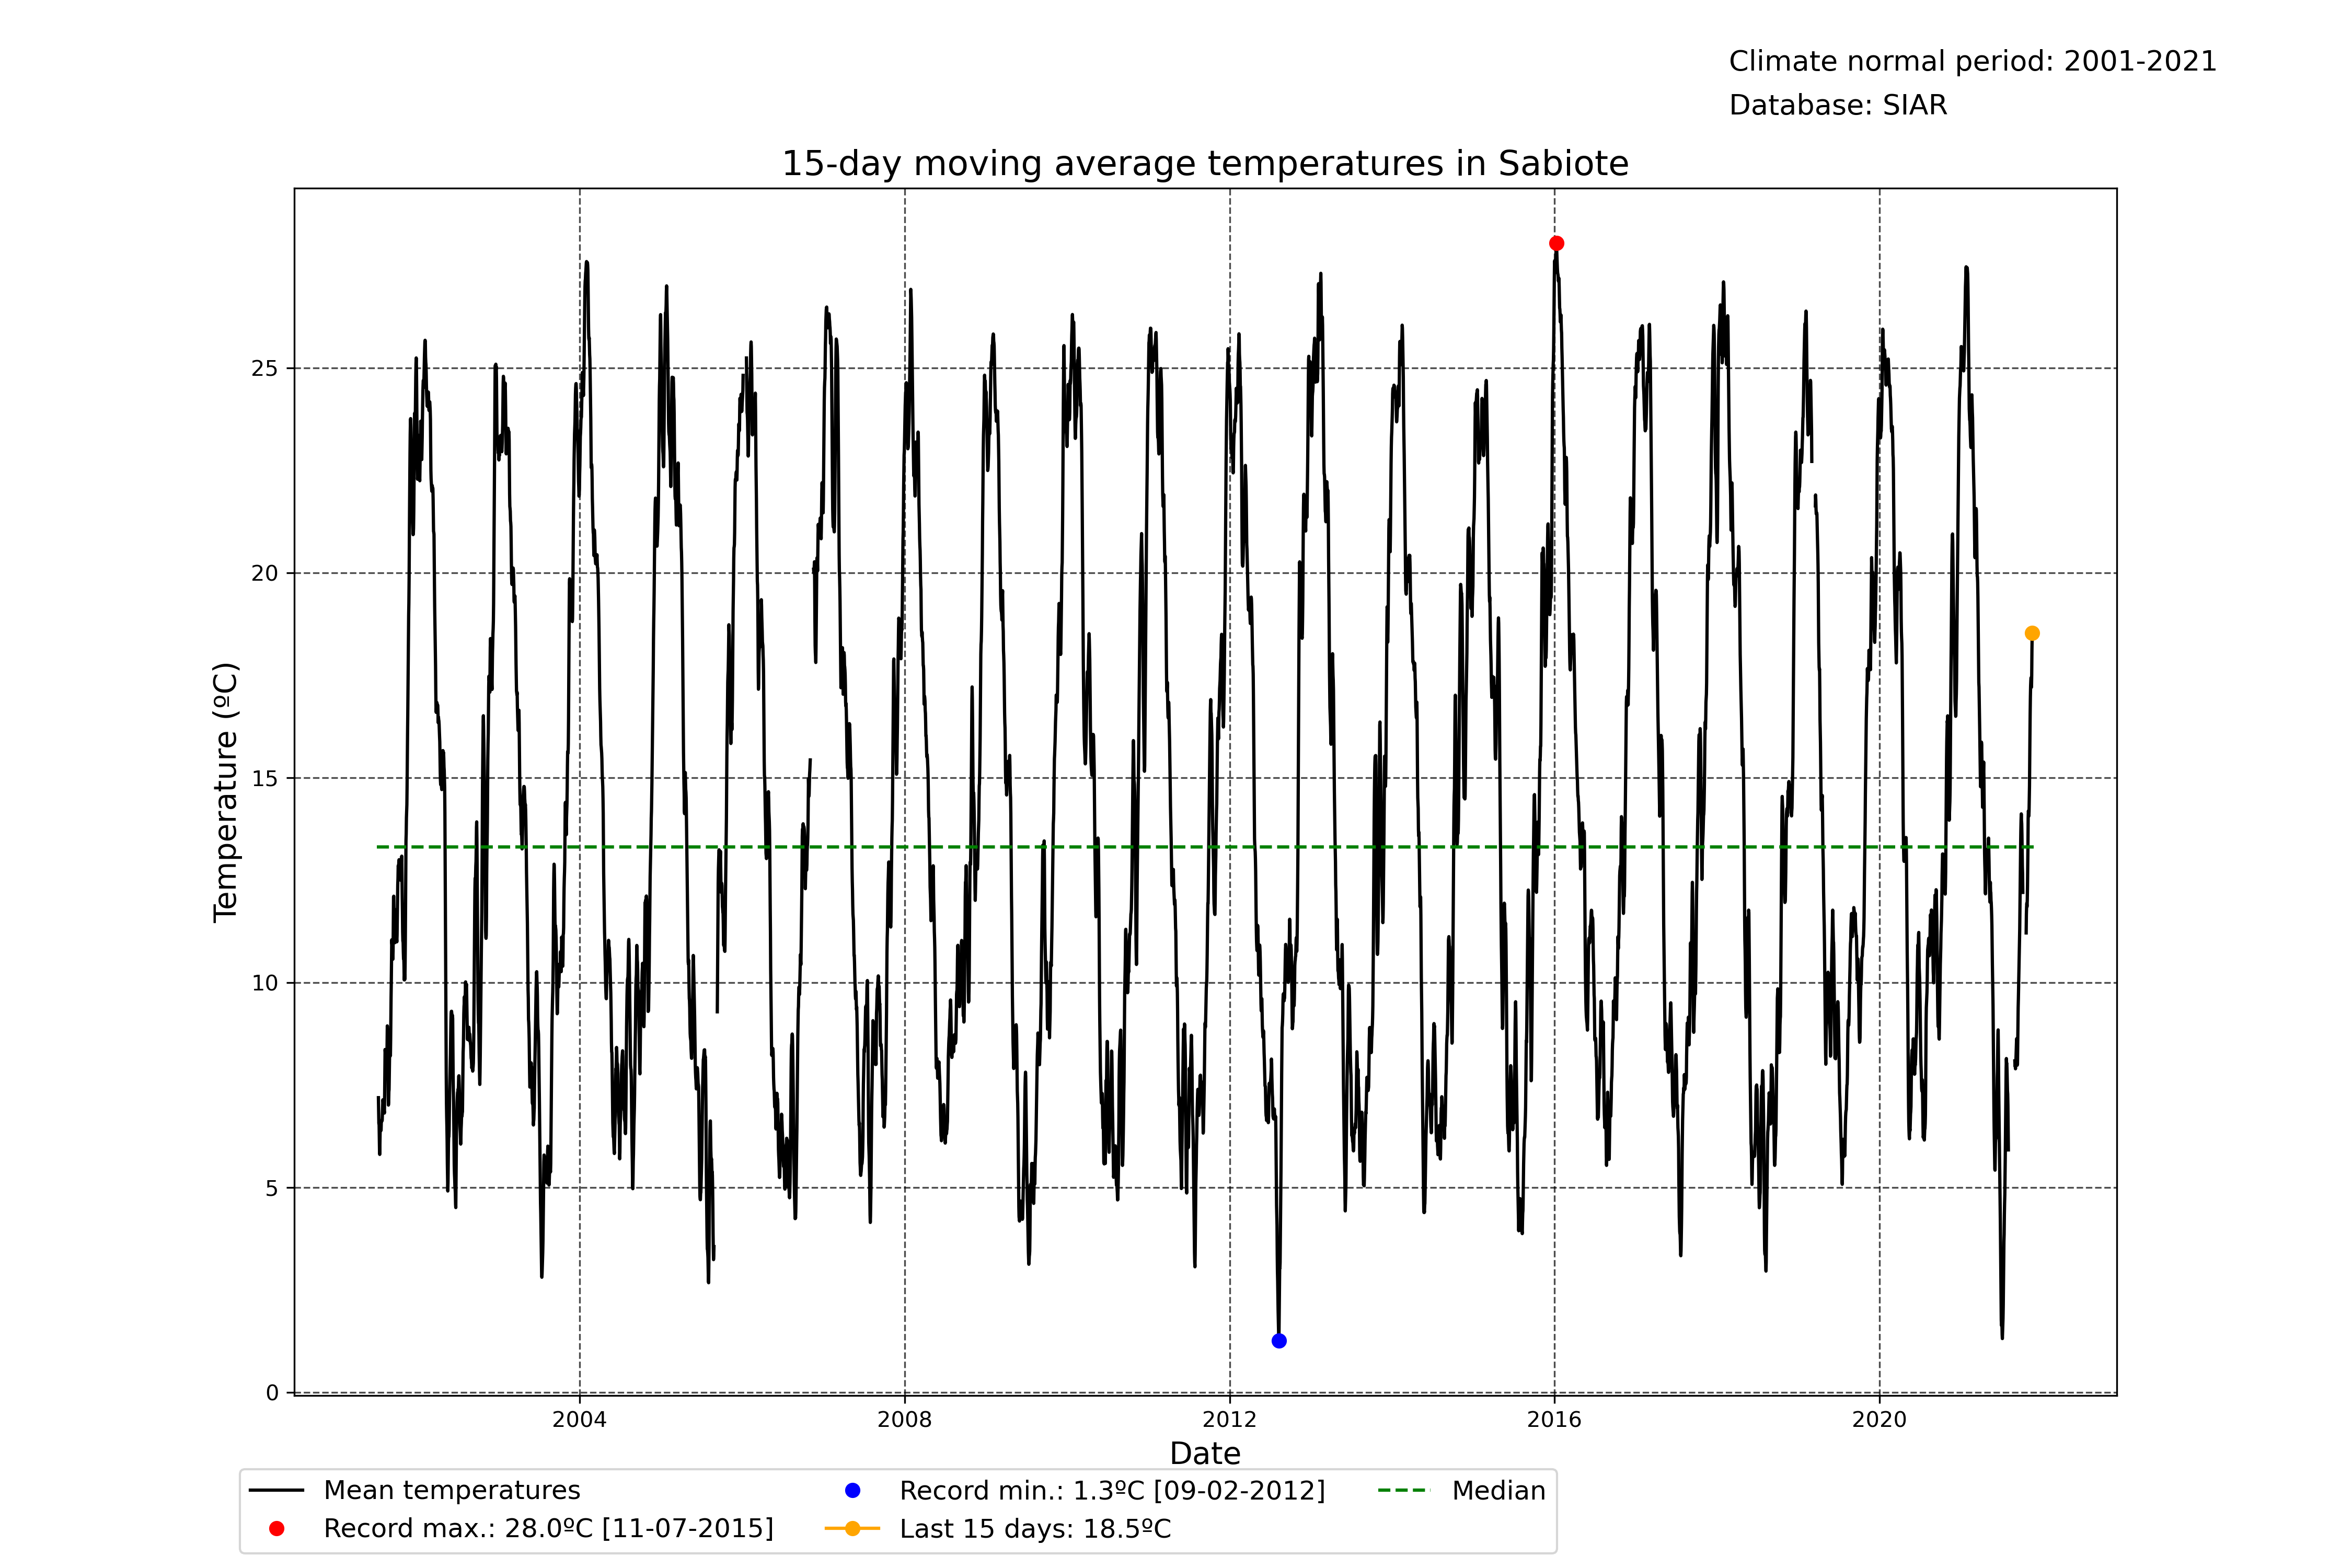 Climate normal period: 2001-2021
Database: SIAR
15-day moving average temperatures in Sabiote
25
20
15
10
5
0
Temperature (ºC)
2004
2008
2012
2016
2020
Date
Mean temperatures
Record max.: 28.0ºC [11-07-2015]
Record min.: 1.3ºC [09-02-2012]
Last 15 days: 18.5ºC
Median